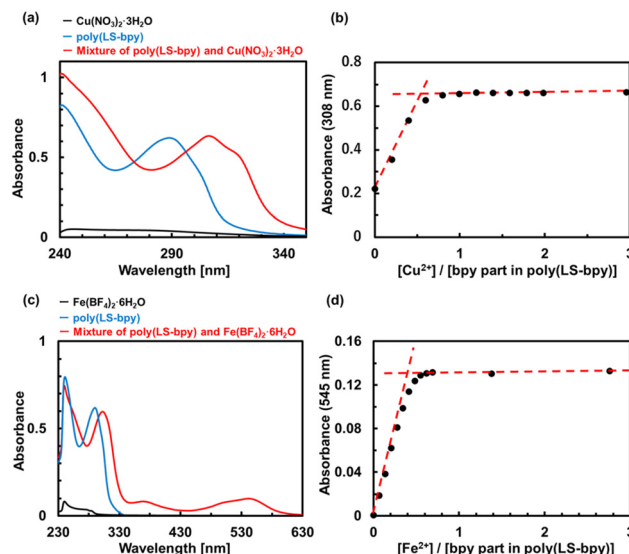 (a)
Cu(NO₃)₂·3H₂O
poly(LS-bpy)
Mixture of poly(LS-bpy) and Cu(NO₃)₂·3H₂O
Absorbance
1
0.5
0
240
290
340
Wavelength [nm]
(b)
Absorbance (308 nm)
0.8
0.6
0.4
0.2
0
0
1
2
3
[Cu²⁺] / [bpy part in poly(LS-bpy)]
(c)
Fe(BF₄)₂·6H₂O
poly(LS-bpy)
Mixture of poly(LS-bpy) and Fe(BF₄)₂·6H₂O
Absorbance
1
0.5
0
230
330
430
530
630
Wavelength [nm]
(d)
Absorbance (545 nm)
0.16
0.12
0.08
0.04
0
0
1
2
3
[Fe²⁺] / [bpy part in poly(LS-bpy)]